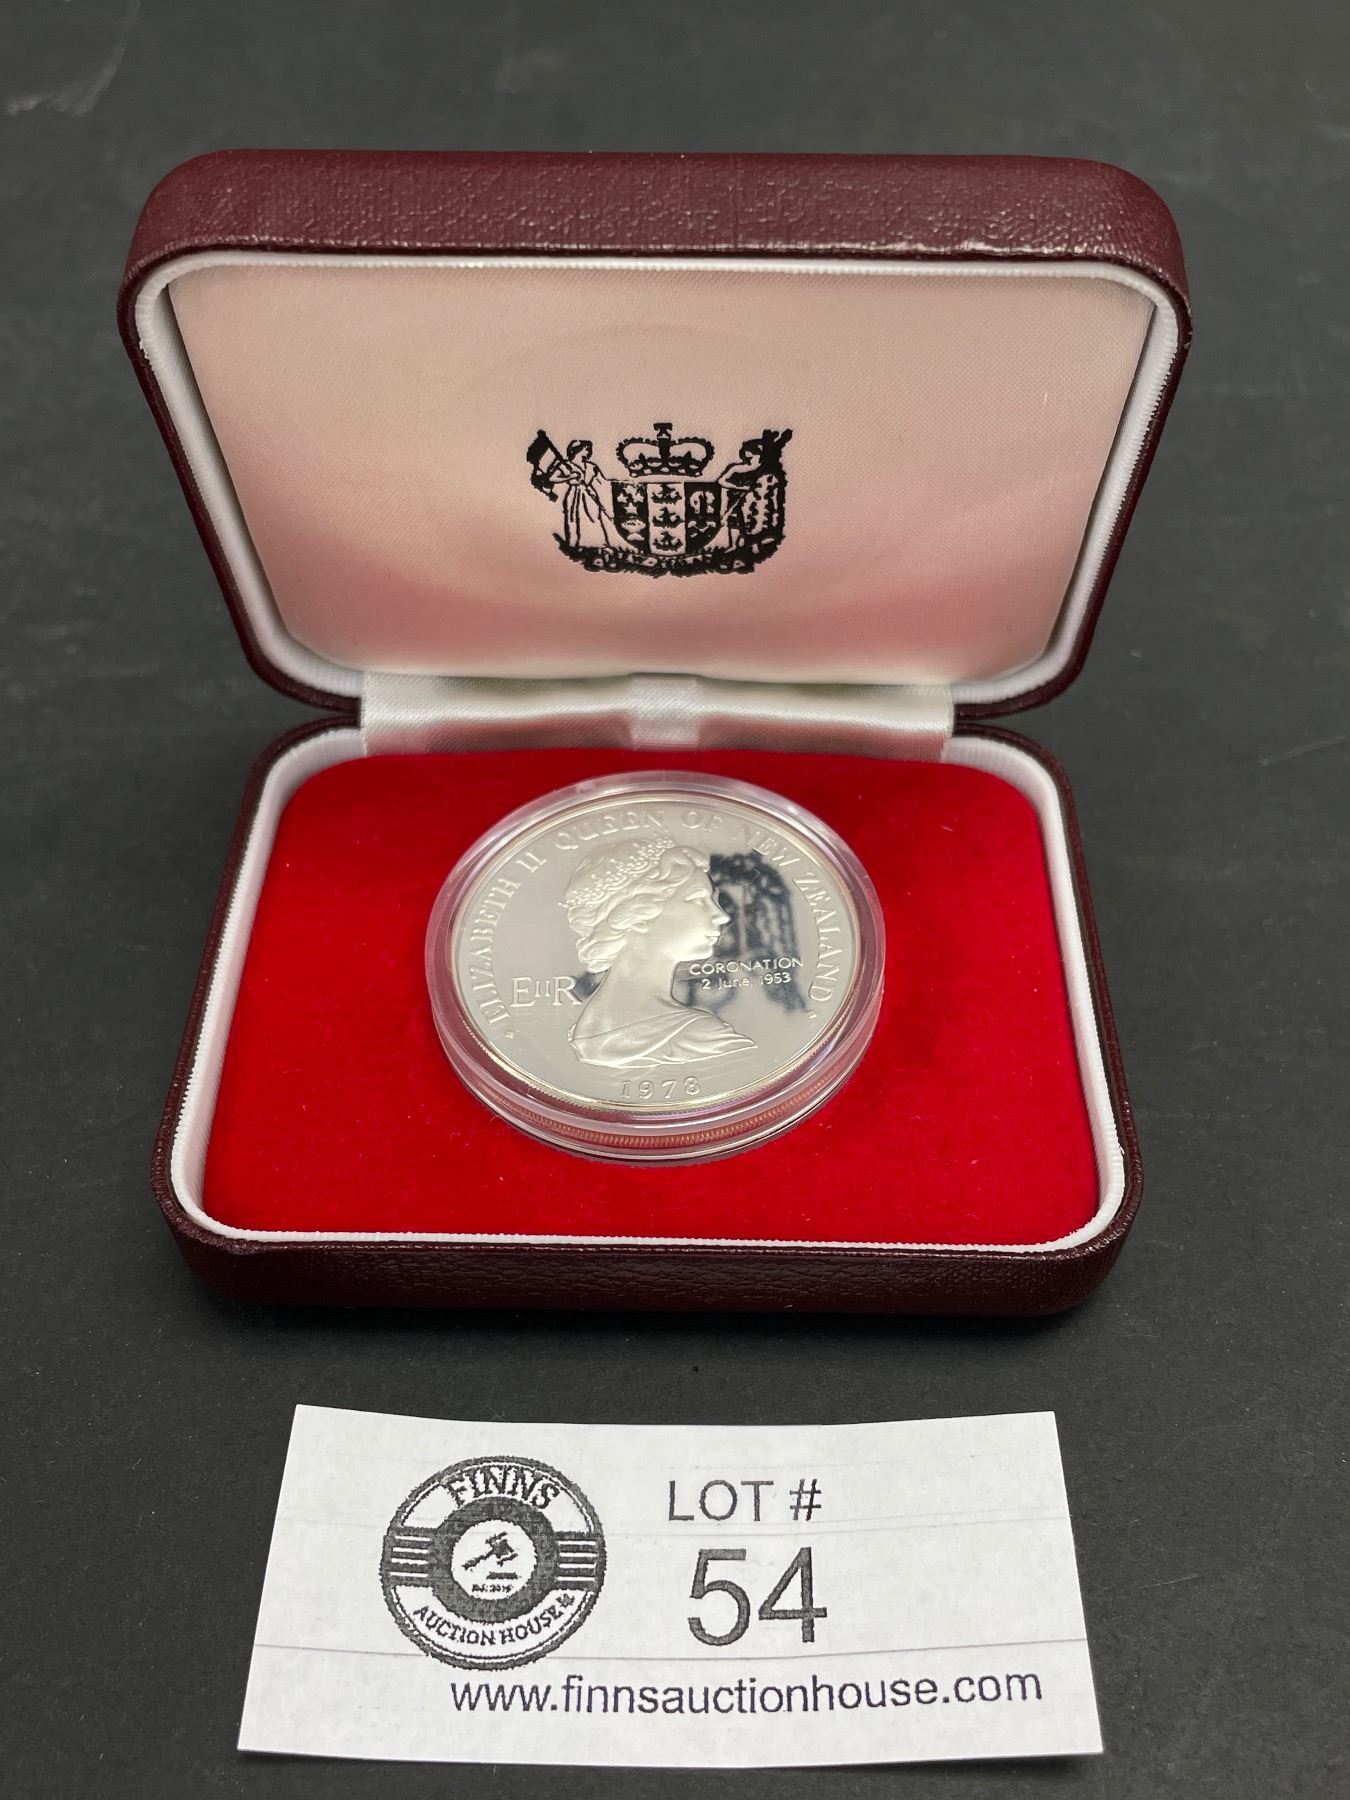 ELIZABETH II QUEEN OF NEW ZEALAND
EIIR
CORONATION
2 June, 1953
1978
FINNS
AUCTION HOUSE
LOT #
54
www.finnsauctionhouse.com